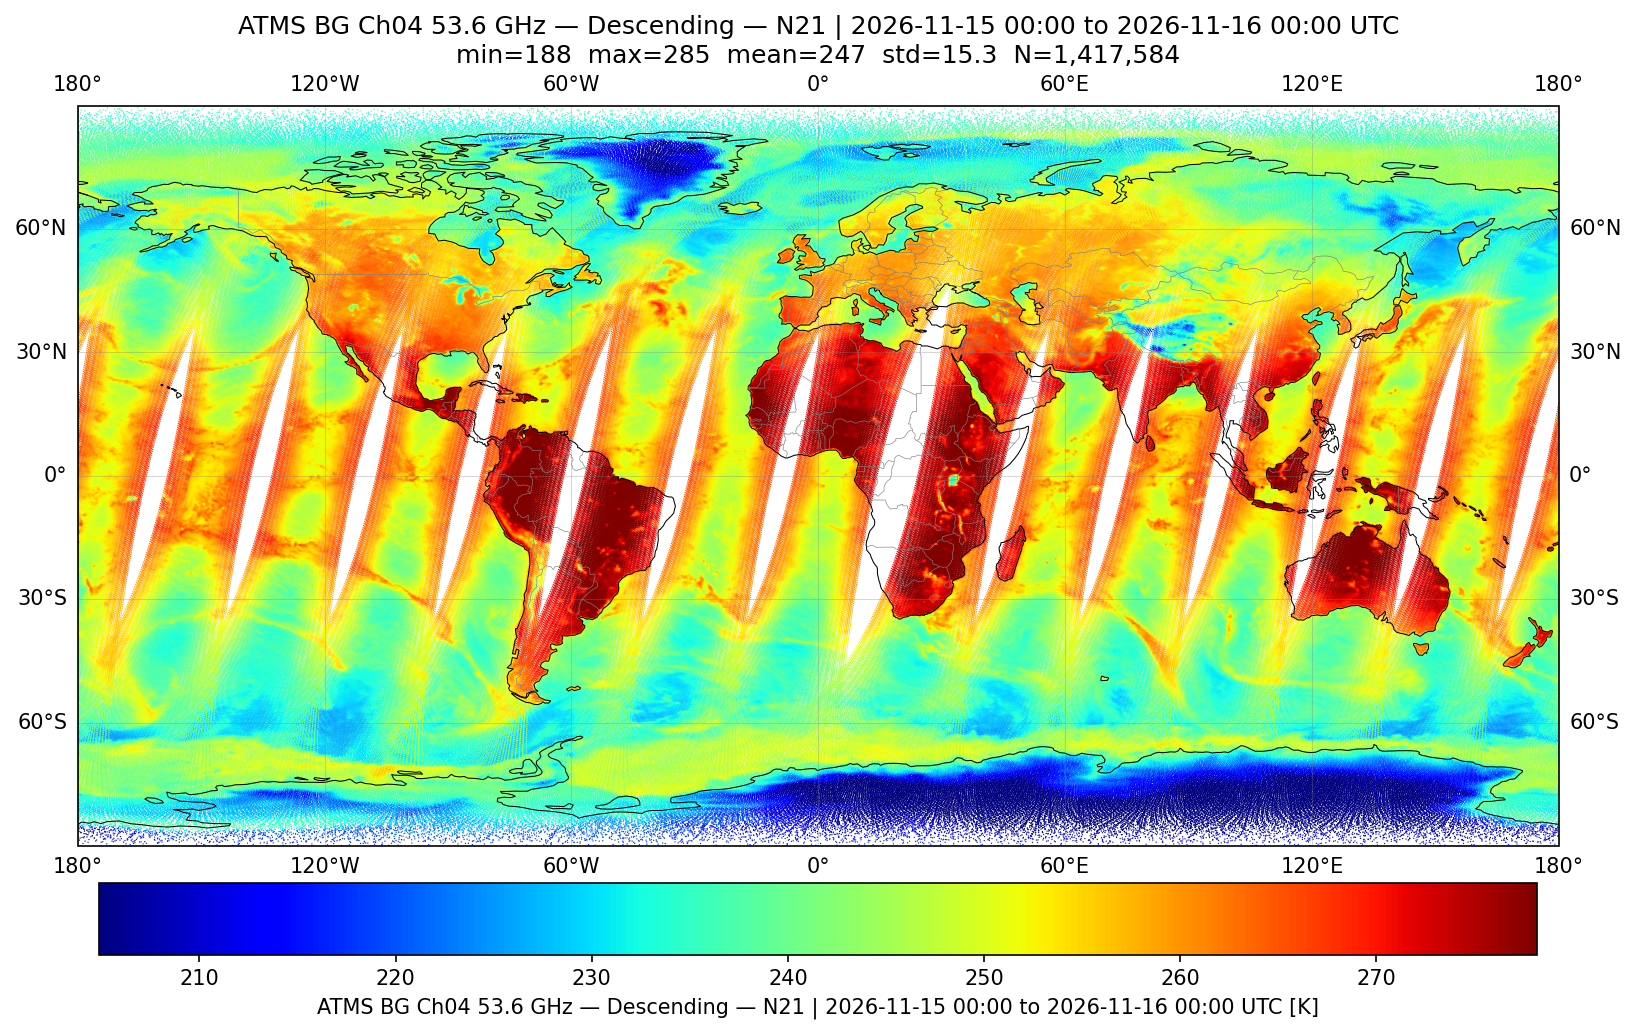 ATMS BG Ch04 53.6 GHz — Descending — N21 | 2026-11-15 00:00 to 2026-11-16 00:00 UTC
min=188 max=285 mean=247 std=15.3 N=1,417,584
180° 120°W 60°W 0° 60°E 120°E 180°
60°N 60°N
30°N 30°N
0° 0°
30°S 30°S
60°S 60°S
180° 120°W 60°W 0° 60°E 120°E 180°
210 220 230 240 250 260 270
ATMS BG Ch04 53.6 GHz — Descending — N21 | 2026-11-15 00:00 to 2026-11-16 00:00 UTC [K]